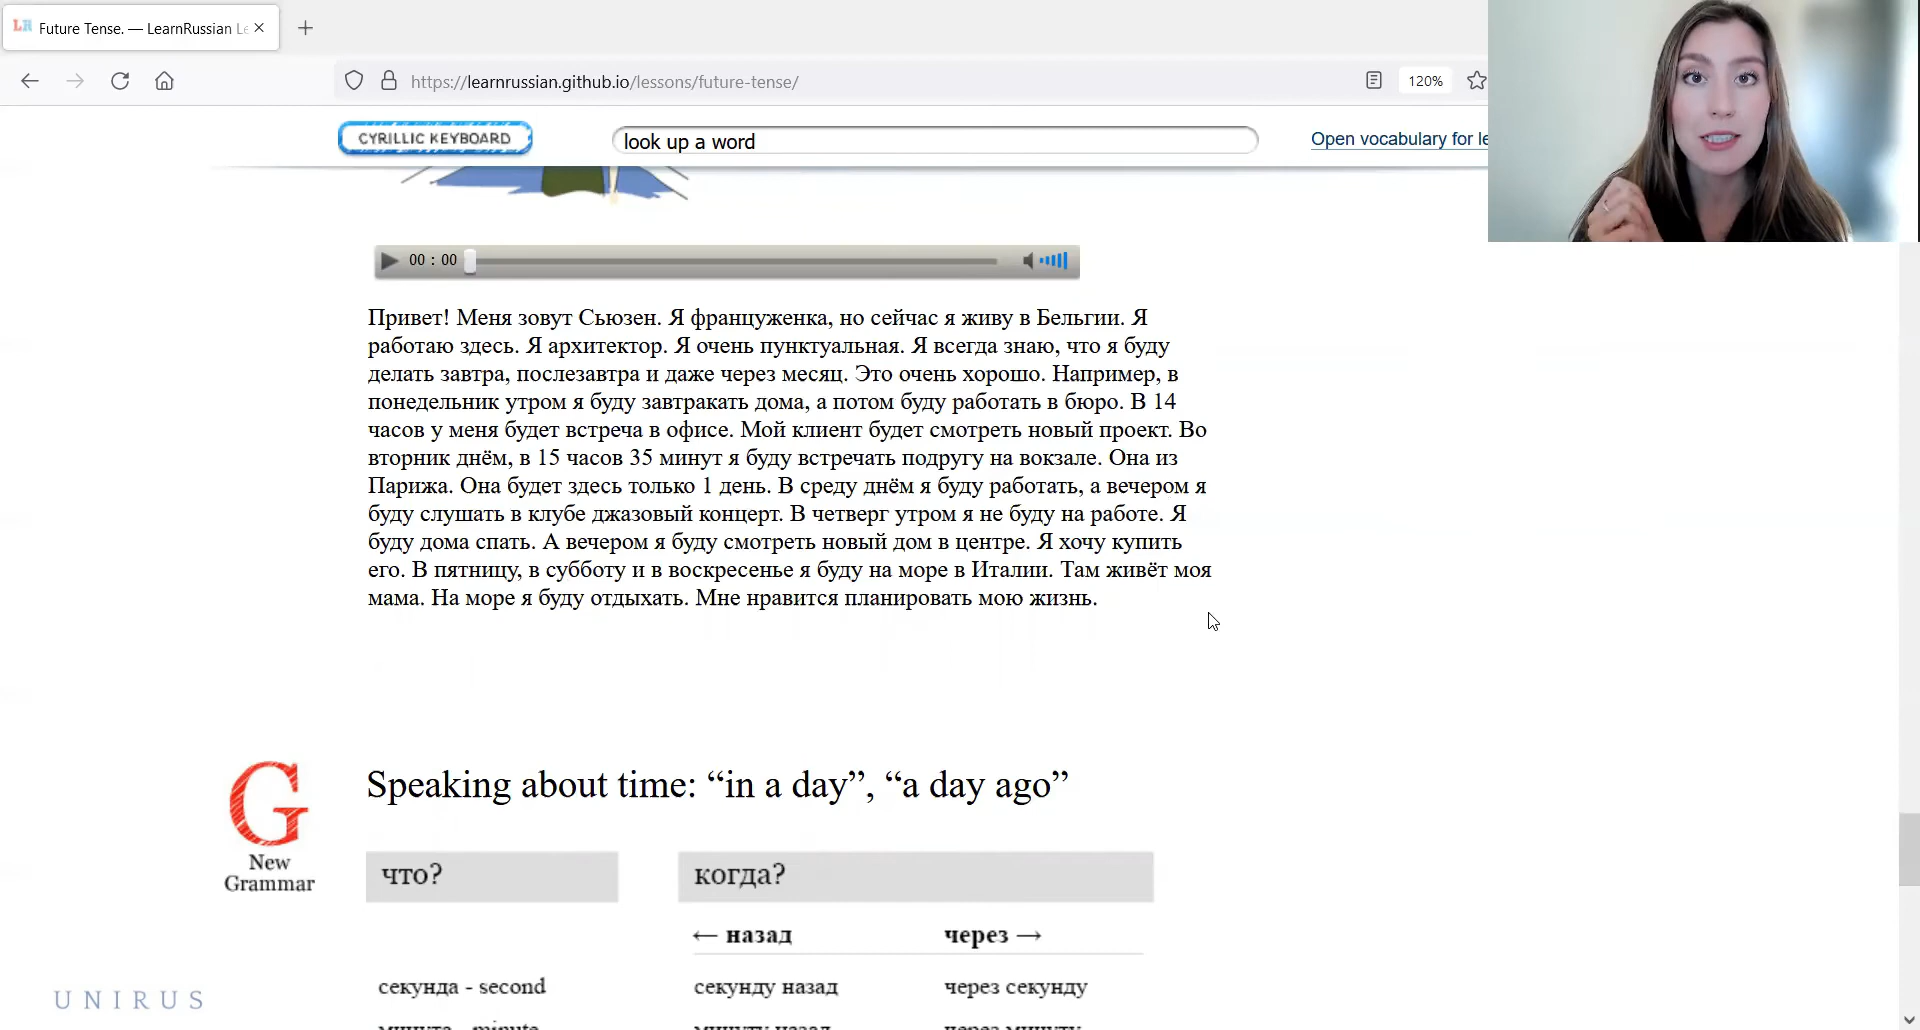 Future Tense. — LearnRussian Le
https://learnrussian.github.io/lessons/future-tense/
120%
CYRILLIC KEYBOARD
look up a word
Open vocabulary for le
00 : 00
Привет! Меня зовут Сьюзен. Я француженка, но сейчас я живу в Бельгии. Я
работаю здесь. Я архитектор. Я очень пунктуальная. Я всегда знаю, что я буду
делать завтра, послезавтра и даже через месяц. Это очень хорошо. Например, в
понедельник утром я буду завтракать дома, а потом буду работать в бюро. В 14
часов у меня будет встреча в офисе. Мой клиент будет смотреть новый проект. Во
вторник днём, в 15 часов 35 минут я буду встречать подругу на вокзале. Она из
Парижа. Она будет здесь только 1 день. В среду днём я буду работать, а вечером я
буду слушать в клубе джазовый концерт. В четверг утром я не буду на работе. Я
буду дома спать. А вечером я буду смотреть новый дом в центре. Я хочу купить
его. В пятницу, в субботу и в воскресенье я буду на море в Италии. Там живёт моя
мама. На море я буду отдыхать. Мне нравится планировать мою жизнь.
G
New
Grammar
Speaking about time: “in a day”, “a day ago”
что? когда?
← назад через →
секунда - second секунду назад через секунду
минута - minute минуту назад через минуту
UNIRUS